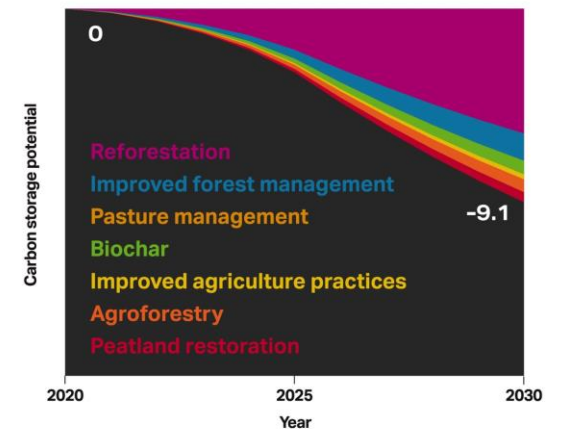 0
Carbon storage potential
Reforestation
Improved forest management
Pasture management
Biochar
Improved agriculture practices
Agroforestry
Peatland restoration
-9.1
2020
2025
2030
Year